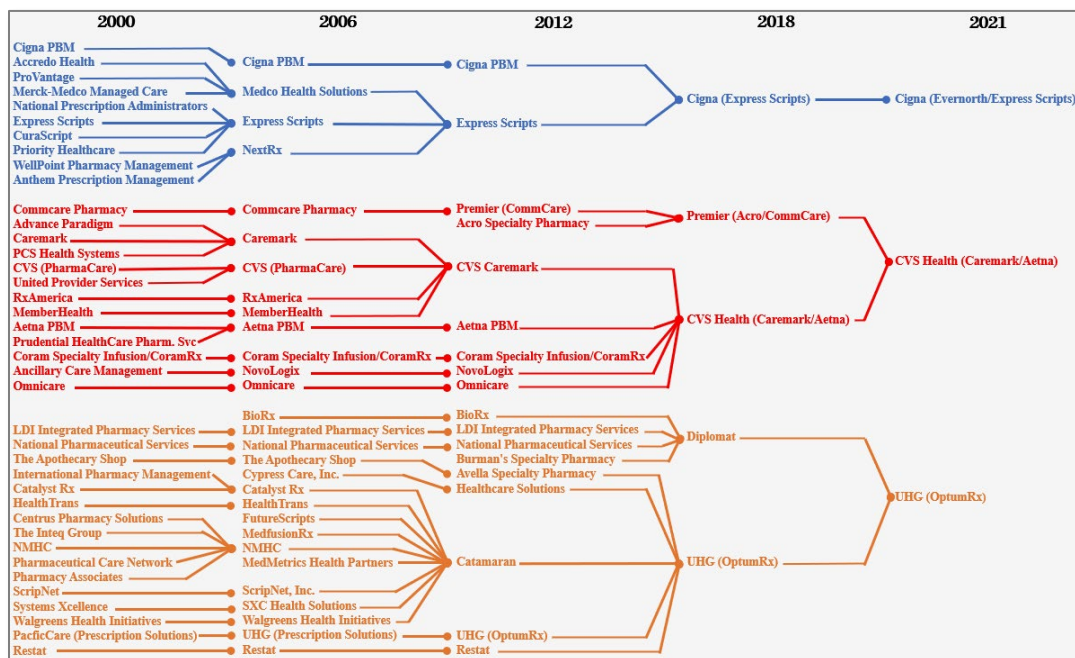 2000 2006 2012 2018 2021
Cigna PBM
Accredo Health
ProVantage
Merck-Medco Managed Care
National Prescription Administrators
Express Scripts
CuraScript
Priority Healthcare
WellPoint Pharmacy Management
Anthem Prescription Management
Cigna PBM
Medco Health Solutions
Express Scripts
NextRx
Cigna PBM
Express Scripts
Cigna (Express Scripts)
Cigna (Evernorth/Express Scripts)
Commcare Pharmacy
Advance Paradigm
Caremark
PCS Health Systems
CVS (PharmaCare)
United Provider Services
RxAmerica
MemberHealth
Aetna PBM
Prudential HealthCare Pharm. Svc
Coram Specialty Infusion/CoramRx
Ancillary Care Management
Omnicare
Commcare Pharmacy
Caremark
CVS (PharmaCare)
RxAmerica
MemberHealth
Aetna PBM
Coram Specialty Infusion/CoramRx
NovoLogix
Omnicare
Premier (CommCare)
Acro Specialty Pharmacy
CVS Caremark
Aetna PBM
Coram Specialty Infusion/CoramRx
NovoLogix
Omnicare
Premier (Acro/CommCare)
CVS Health (Caremark/Aetna)
CVS Health (Caremark/Aetna)
LDI Integrated Pharmacy Services
National Pharmaceutical Services
The Apothecary Shop
International Pharmacy Management
Catalyst Rx
HealthTrans
Centrus Pharmacy Solutions
The Inteq Group
NMHC
Pharmaceutical Care Network
Pharmacy Associates
ScripNet
Systems Xcellence
Walgreens Health Initiatives
PacficCare (Prescription Solutions)
Restat
BioRx
LDI Integrated Pharmacy Services
National Pharmaceutical Services
The Apothecary Shop
Cypress Care, Inc.
Catalyst Rx
HealthTrans
FutureScripts
MedfusionRx
NMHC
MedMetrics Health Partners
ScripNet, Inc.
SXC Health Solutions
Walgreens Health Initiatives
UHG (Prescription Solutions)
Restat
BioRx
LDI Integrated Pharmacy Services
National Pharmaceutical Services
Burman's Specialty Pharmacy
Avella Specialty Pharmacy
Healthcare Solutions
Catamaran
UHG (OptumRx)
Restat
Diplomat
UHG (OptumRx)
UHG (OptumRx)